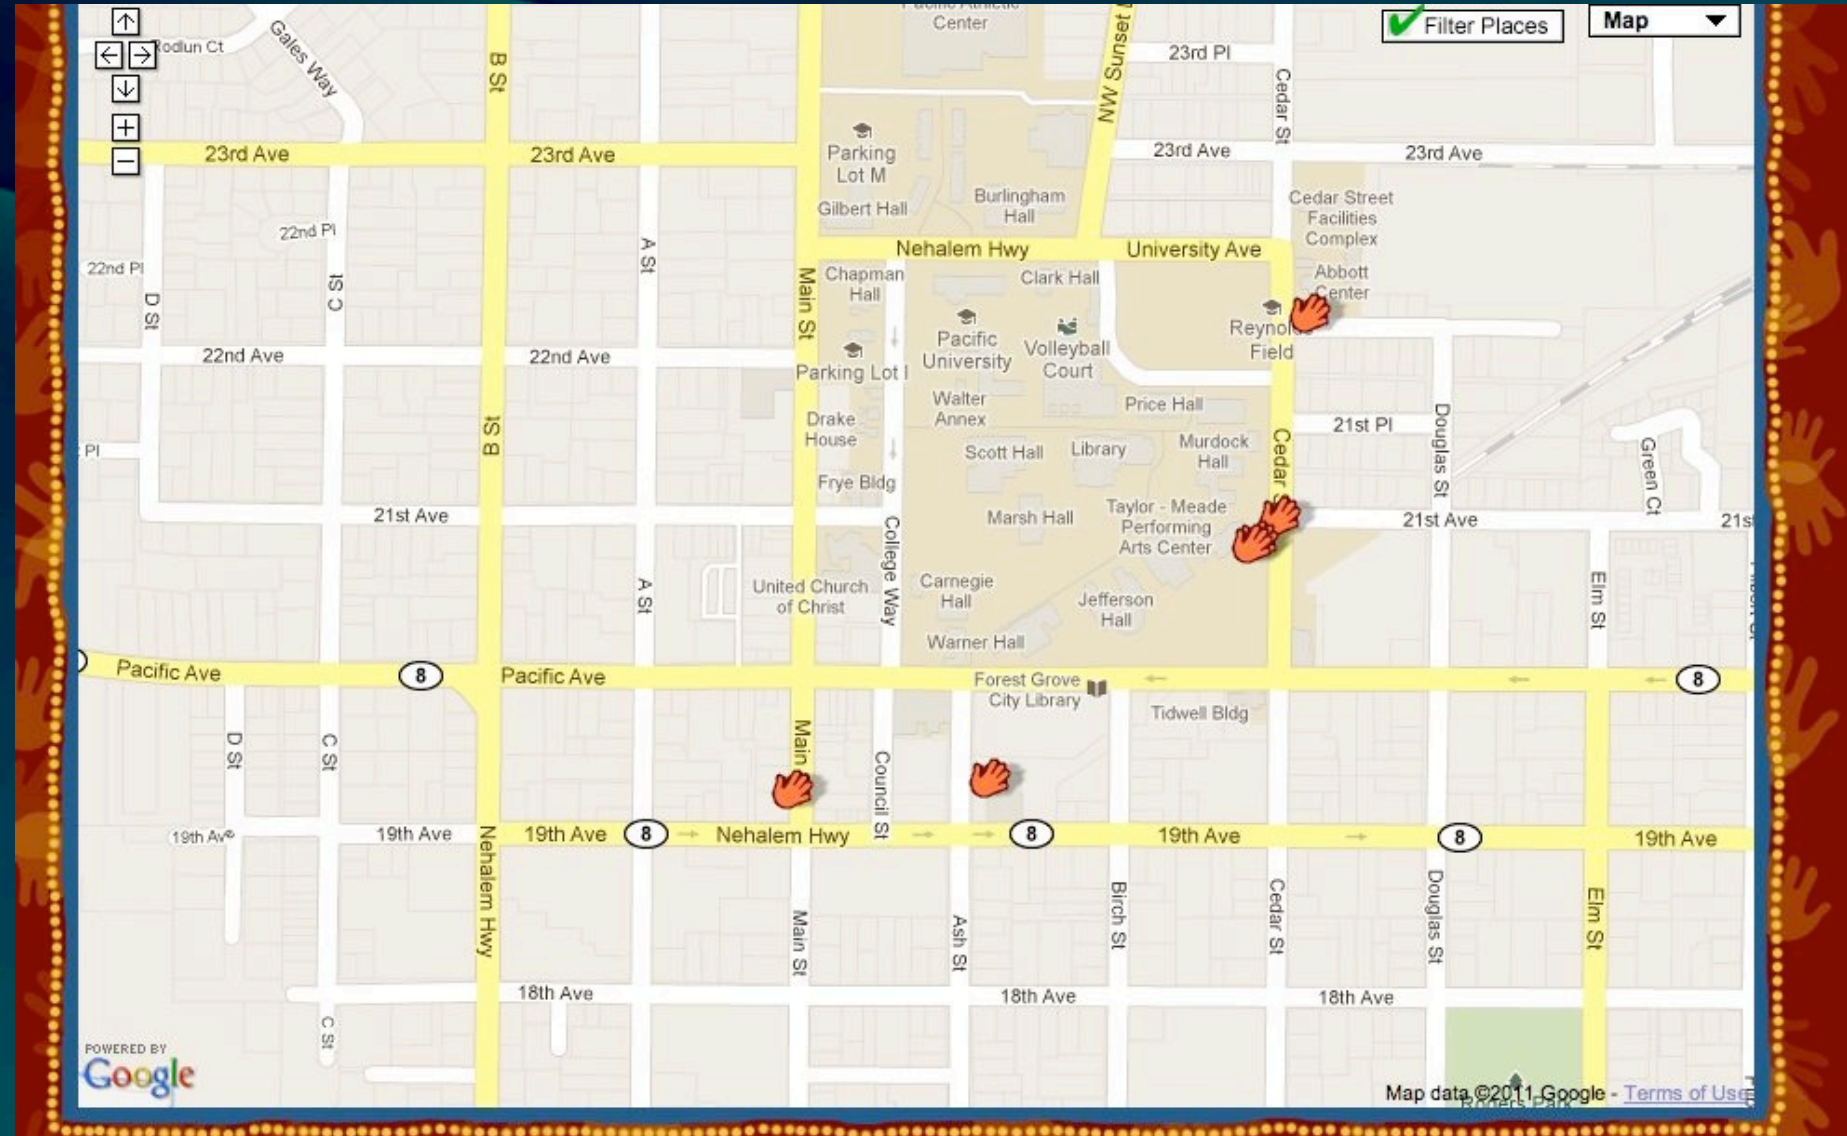 Pacific Athletic
Center
Filter Places
Map
Rodlun Ct
Gales Way
B St
NW Sunset
23rd Pl
Cedar St
23rd Ave
23rd Ave
23rd Ave
23rd Ave
Parking
Lot M
Gilbert Hall
Burlingham
Hall
Cedar Street
Facilities
Complex
22nd Pl
22nd Pl
D St
C St
A St
Main St
Nehalem Hwy
University Ave
Chapman
Hall
Clark Hall
Abbott
Center
Pacific
University
Volleyball
Court
Field
22nd Ave
22nd Ave
Parking Lot I
Walter
Annex
Price Hall
Drake
House
B St
21st Pl
Douglas St
Pl
Scott Hall
Library
Murdock
Hall
Cedar
Green Ct
Frye Bldg
21st Ave
Marsh Hall
Taylor - Meade
Performing
Arts Center
21st Ave
21st
College Way
A St
United Church
of Christ
Carnegie
Hall
Jefferson
Hall
Elm St
Warner Hall
Pacific Ave
8
Pacific Ave
Forest Grove
City Library
8
Tidwell Bldg
D St
C St
Main
Council St
19th Ave
19th Ave
19th Ave
8
Nehalem Hwy
8
19th Ave
8
19th Ave
Nehalem Hwy
Main St
Ash St
Birch St
Cedar St
Douglas St
Elm St
18th Ave
18th Ave
18th Ave
C St
POWERED BY
Google
Map data ©2011 Google - Terms of Use
Rogers Park